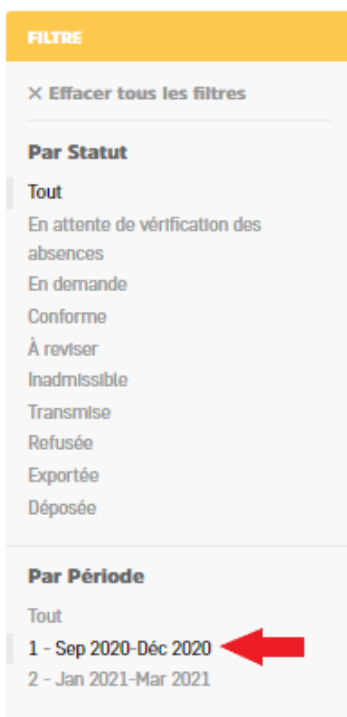 FILTRE
× Effacer tous les filtres
Par Statut
Tout
En attente de vérification des
absences
En demande
Conforme
À reviser
Inadmissible
Transmise
Refusée
Exportée
Déposée
Par Période
Tout
1 - Sep 2020-Déc 2020
2 - Jan 2021-Mar 2021